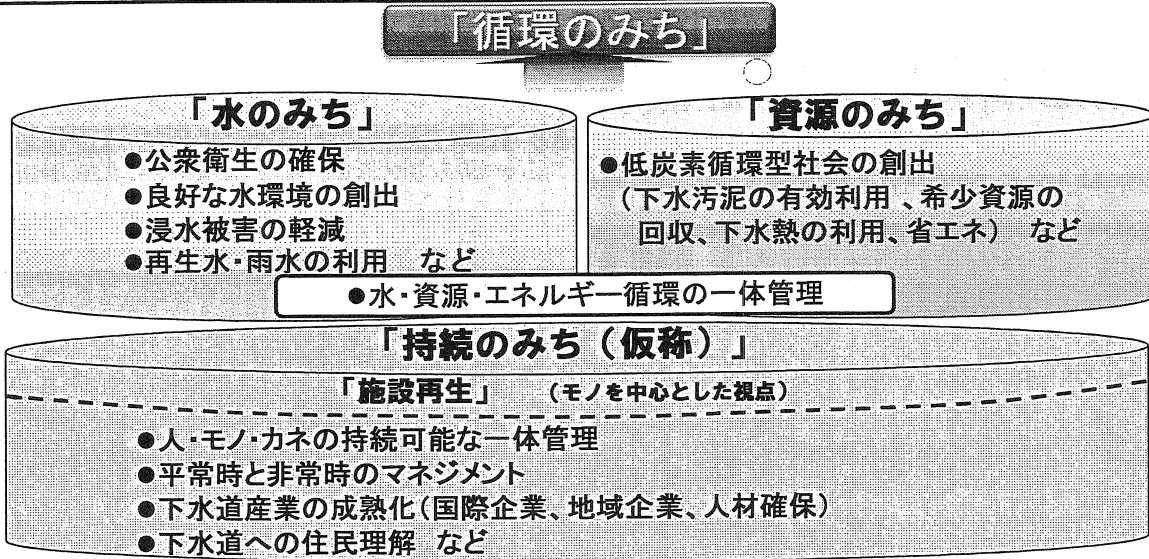 「循環のみち」
「水のみち」
●公衆衛生の確保
●良好な水環境の創出
●浸水被害の軽減
●再生水・雨水の利用 など
「資源のみち」
●低炭素循環型社会の創出
(下水汚泥の有効利用 、希少資源の
回収、下水熱の利用、省エネ) など
●水・資源・エネルギー循環の一体管理
「持続のみち(仮称)」
「施設再生」 (モノを中心とした視点)
●人・モノ・カネの持続可能な一体管理
●平常時と非常時のマネジメント
●下水道産業の成熟化(国際企業、地域企業、人材確保)
●下水道への住民理解 など